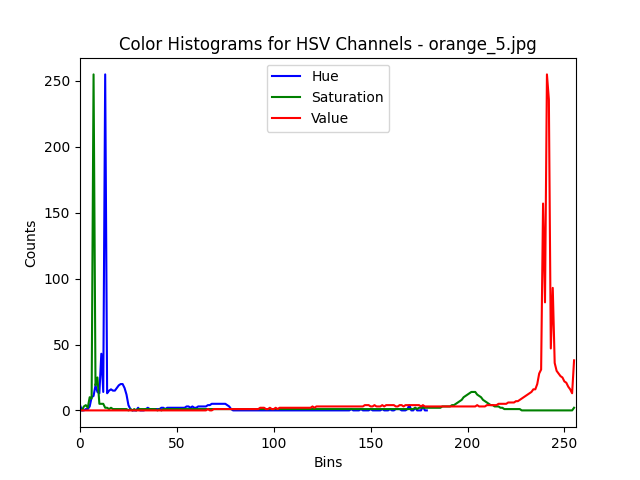 Color Histograms for HSV Channels - orange_5.jpg
Hue
Saturation
Value
Counts
250
200
150
100
50
0
0 50 100 150 200 250
Bins